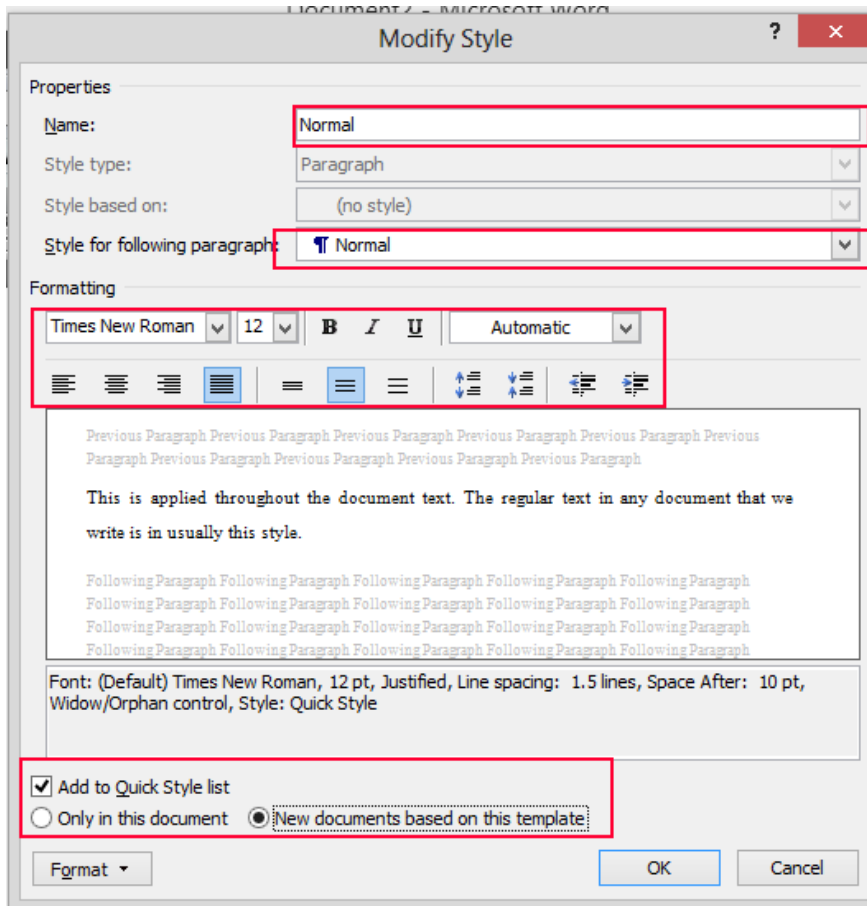 Document2 - Microsoft Word
Modify Style
?
Properties
Name: Normal
Style type: Paragraph
Style based on: (no style)
Style for following paragraph: ¶ Normal
Formatting
Times New Roman 12 B I U Automatic
Previous Paragraph Previous Paragraph Previous Paragraph Previous Paragraph Previous Paragraph Previous
Paragraph Previous Paragraph Previous Paragraph Previous Paragraph Previous Paragraph
This is applied throughout the document text. The regular text in any document that we
write is in usually this style.
Following Paragraph Following Paragraph Following Paragraph Following Paragraph Following Paragraph
Following Paragraph Following Paragraph Following Paragraph Following Paragraph Following Paragraph
Following Paragraph Following Paragraph Following Paragraph Following Paragraph Following Paragraph
Following Paragraph Following Paragraph Following Paragraph Following Paragraph Following Paragraph
Font: (Default) Times New Roman, 12 pt, Justified, Line spacing: 1.5 lines, Space After: 10 pt,
Widow/Orphan control, Style: Quick Style
Add to Quick Style list
Only in this document New documents based on this template
Format OK Cancel